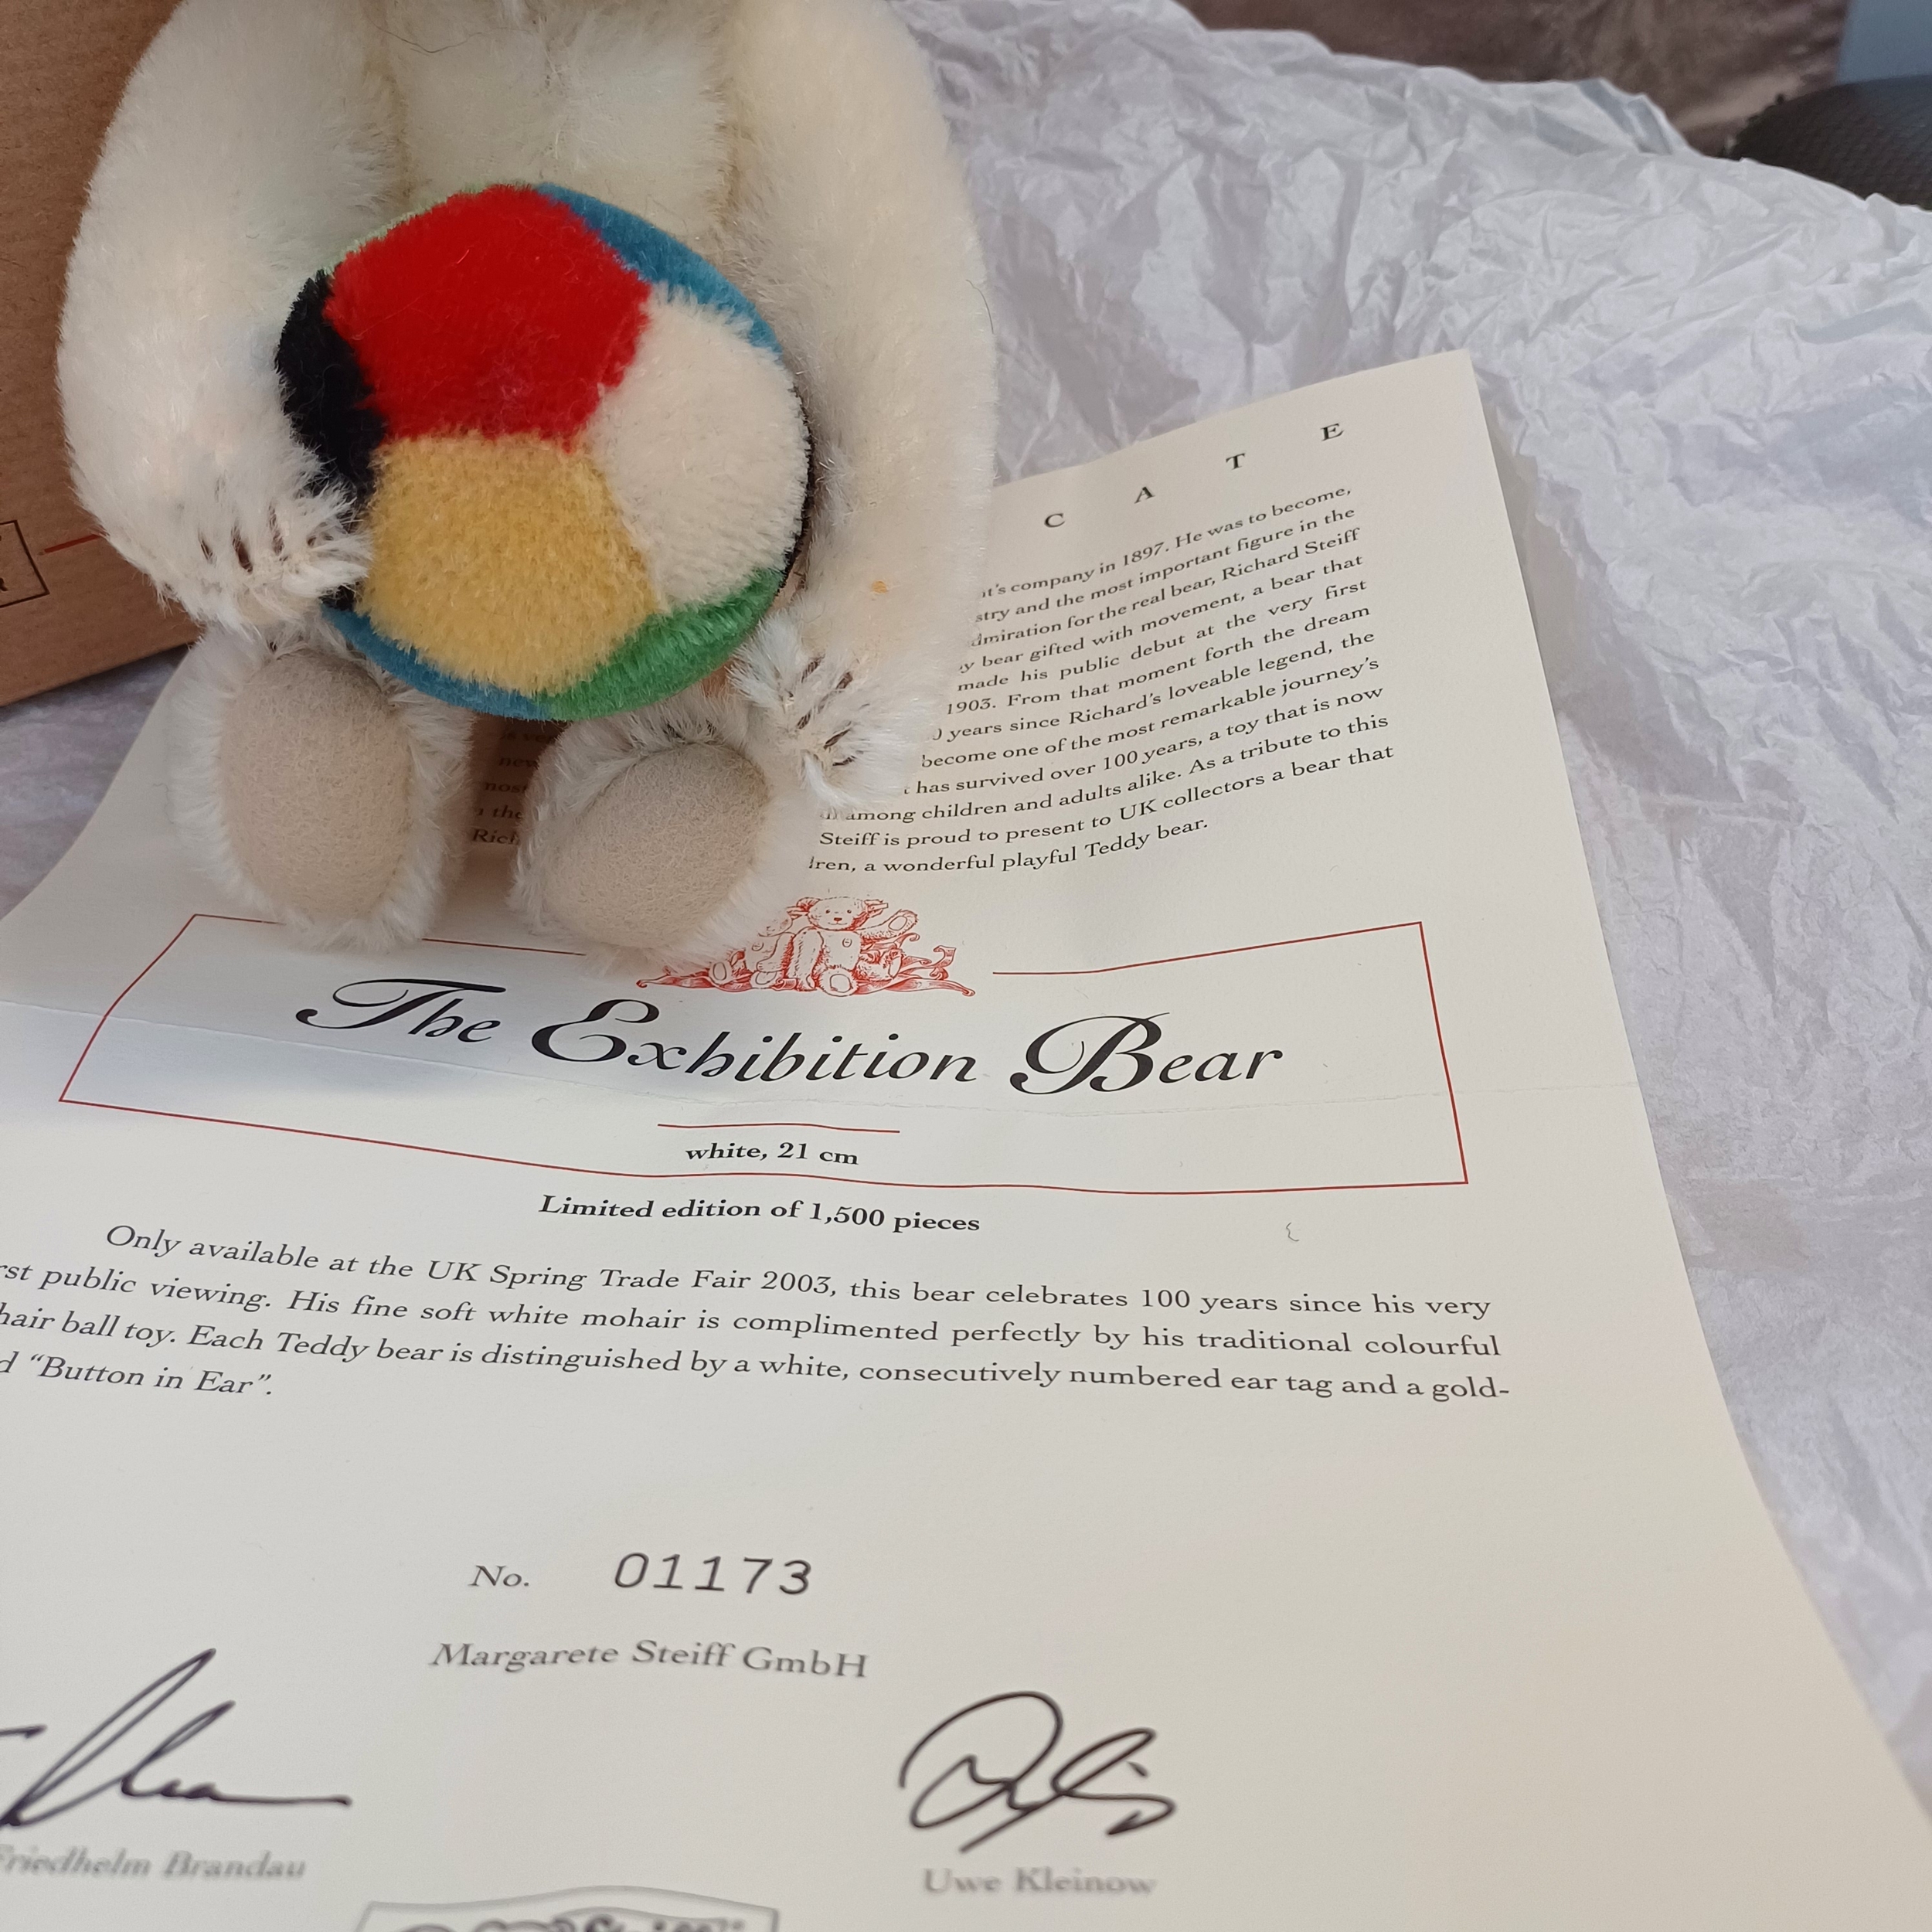 C A T E
company in 1897. He was to become,
and the most important figure in the
for the real bear, Richard Steiff
bear gifted with movement, a bear that
made his public debut at the very first
1903. From that moment forth the dream
years since Richard's loveable legend, the
become one of the most remarkable journey's
has survived over 100 years, a toy that is now
among children and adults alike. As a tribute to this
Steiff is proud to present to UK collectors a bear that
a wonderful playful Teddy bear.
The Exhibition Bear
white, 21 cm
Limited edition of 1,500 pieces
Only available at the UK Spring Trade Fair 2003, this bear celebrates 100 years since his very
public viewing. His fine soft white mohair is complimented perfectly by his traditional colourful
ball toy. Each Teddy bear is distinguished by a white, consecutively numbered ear tag and a gold-
"Button in Ear".
No. 01173
Margarete Steiff GmbH
Friedhelm Brandau
Uwe Kleinow